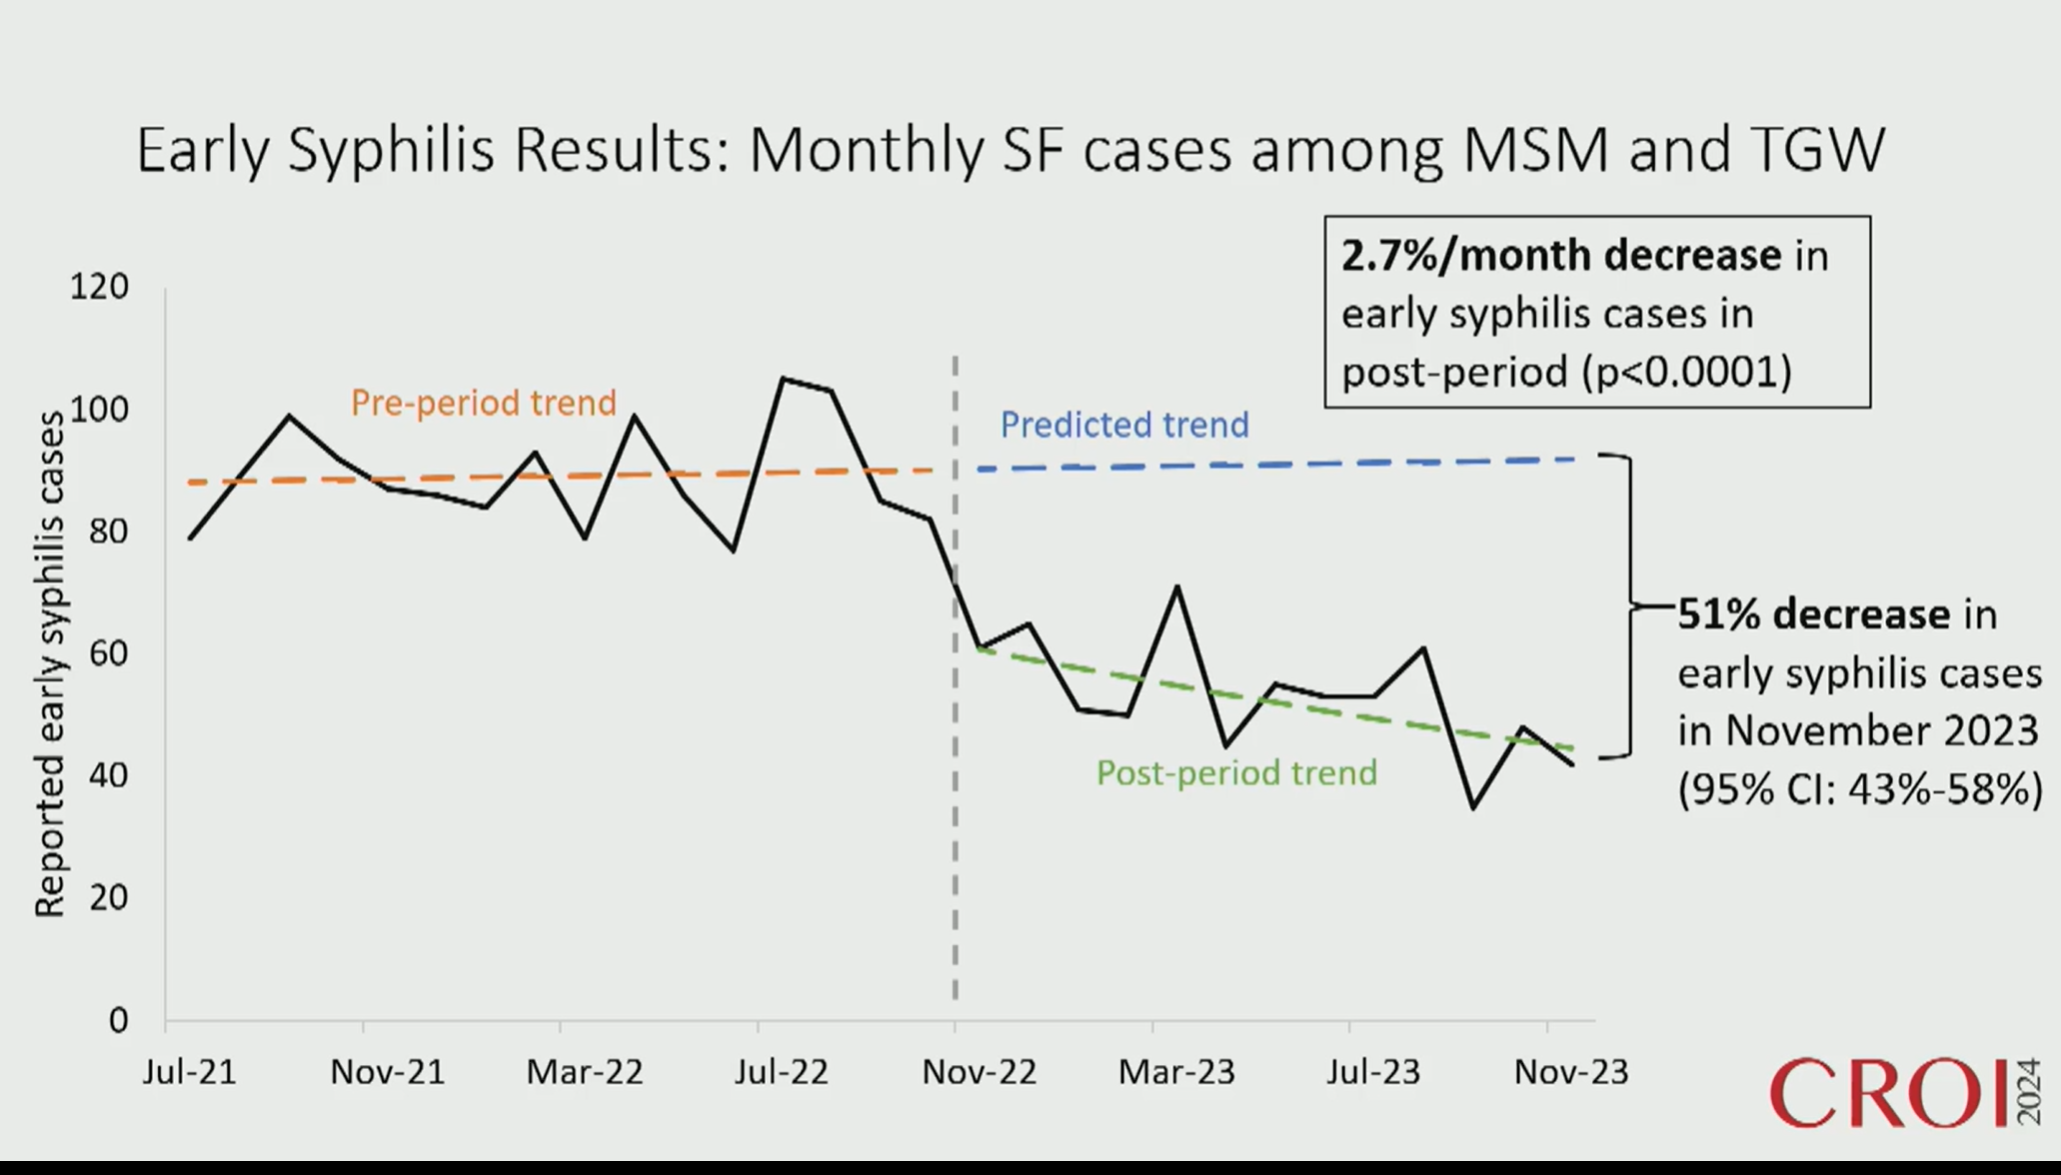 Early Syphilis Results: Monthly SF cases among MSM and TGW
2.7%/month decrease in
early syphilis cases in
post-period (p<0.0001)
Reported early syphilis cases
120
100
80
60
40
20
0
Pre-period trend
Predicted trend
Post-period trend
51% decrease in
early syphilis cases
in November 2023
(95% CI: 43%-58%)
Jul-21 Nov-21 Mar-22 Jul-22 Nov-22 Mar-23 Jul-23 Nov-23
CROI 2024